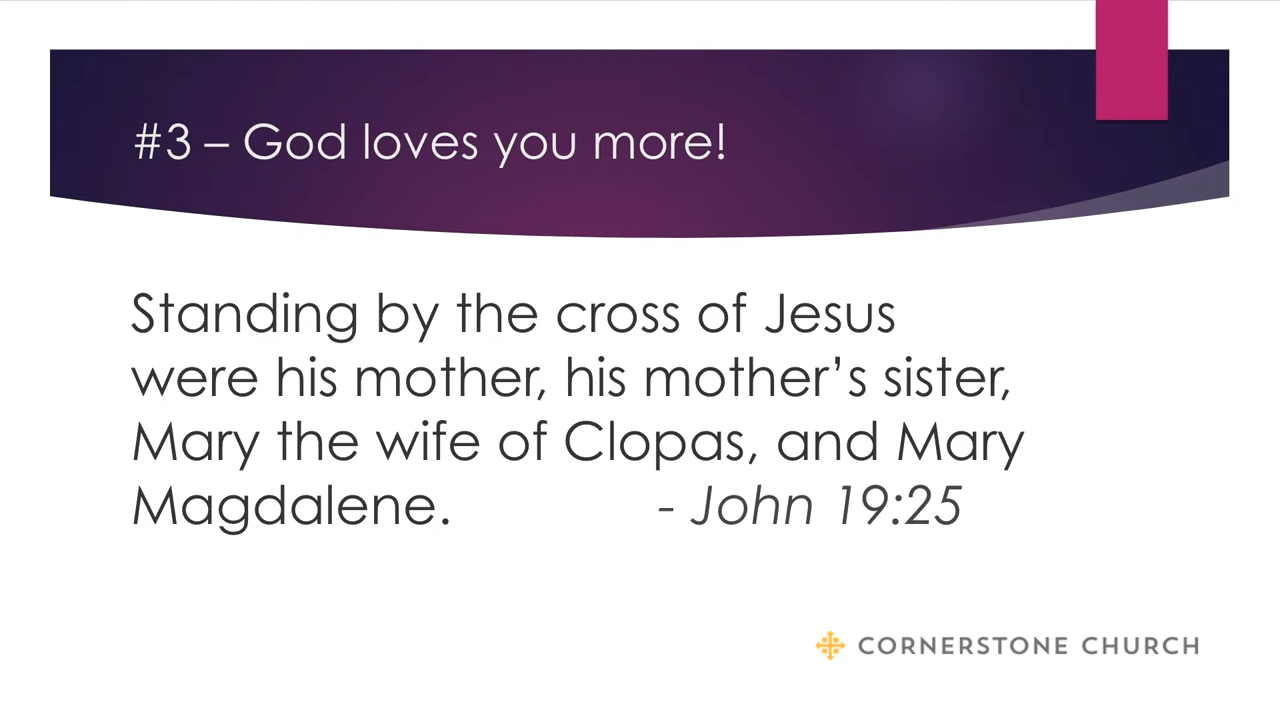 #3 – God loves you more!
Standing by the cross of Jesus
were his mother, his mother’s sister,
Mary the wife of Clopas, and Mary
Magdalene. - John 19:25
CORNERSTONE CHURCH